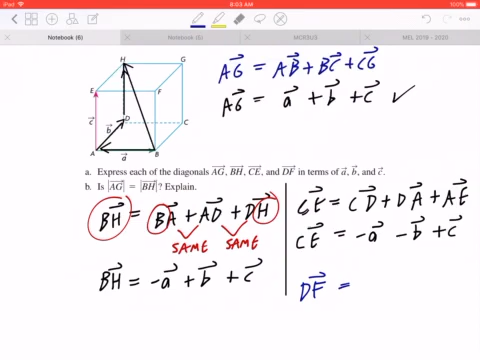 iPad
8:03 AM
100%
Notebook (6)
Notebook (6)
MCR3US
MEL 2019 - 2020
H G
E F
D C
A B
c⃗
b⃗
a⃗
AG⃗ = AB⃗ + BC⃗ + CG⃗
AG⃗ = a⃗ + b⃗ + c⃗ ✓
a. Express each of the diagonals AG⃗, BH⃗, CE⃗, and DF⃗ in terms of a⃗, b⃗, and c⃗.
b. Is |AG⃗| = |BH⃗|? Explain.
BH⃗ = BA⃗ + AD⃗ + DH⃗
SAME SAME
BH⃗ = -a⃗ + b⃗ + c⃗
CE⃗ = CD⃗ + DA⃗ + AE⃗
CE⃗ = -a⃗ - b⃗ + c⃗
DF⃗ =